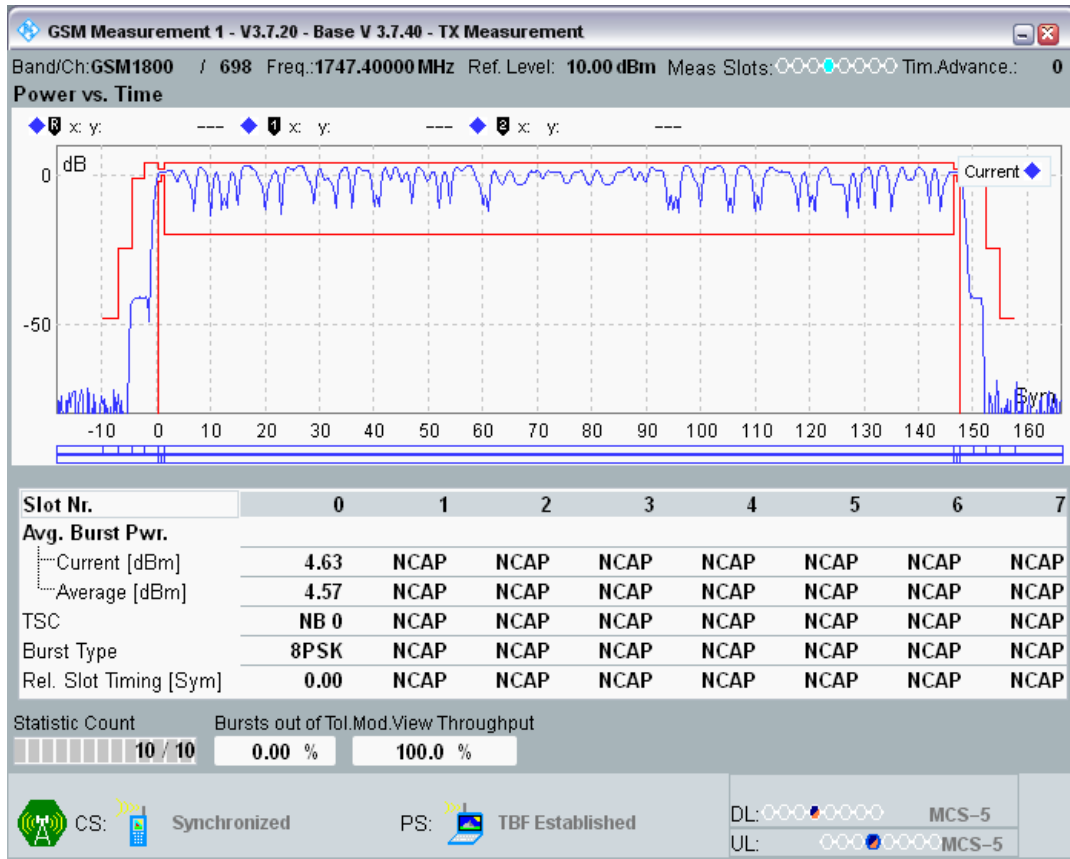 GSM Measurement 1 - V3.7.20 - Base V 3.7.40 - TX Measurement
Band/Ch:GSM1800 / 698 Freq.:1747.40000 MHz Ref. Level: 10.00 dBm Meas Slots: Tim.Advance.: 0
Power vs. Time
R x: y: --- 1 x: y: --- 2 x: y: ---
dB
Current
0
-50
Sym
-10 0 10 20 30 40 50 60 70 80 90 100 110 120 130 140 150 160
Slot Nr. 0 1 2 3 4 5 6 7
Avg. Burst Pwr.
Current [dBm] 4.63 NCAP NCAP NCAP NCAP NCAP NCAP NCAP
Average [dBm] 4.57 NCAP NCAP NCAP NCAP NCAP NCAP NCAP
TSC NB 0 NCAP NCAP NCAP NCAP NCAP NCAP NCAP
Burst Type 8PSK NCAP NCAP NCAP NCAP NCAP NCAP NCAP
Rel. Slot Timing [Sym] 0.00 NCAP NCAP NCAP NCAP NCAP NCAP NCAP
Statistic Count Bursts out of Tol.Mod.View Throughput
10 / 10 0.00 % 100.0 %
CS: Synchronized PS: TBF Established
DL: MCS-5
UL: MCS-5